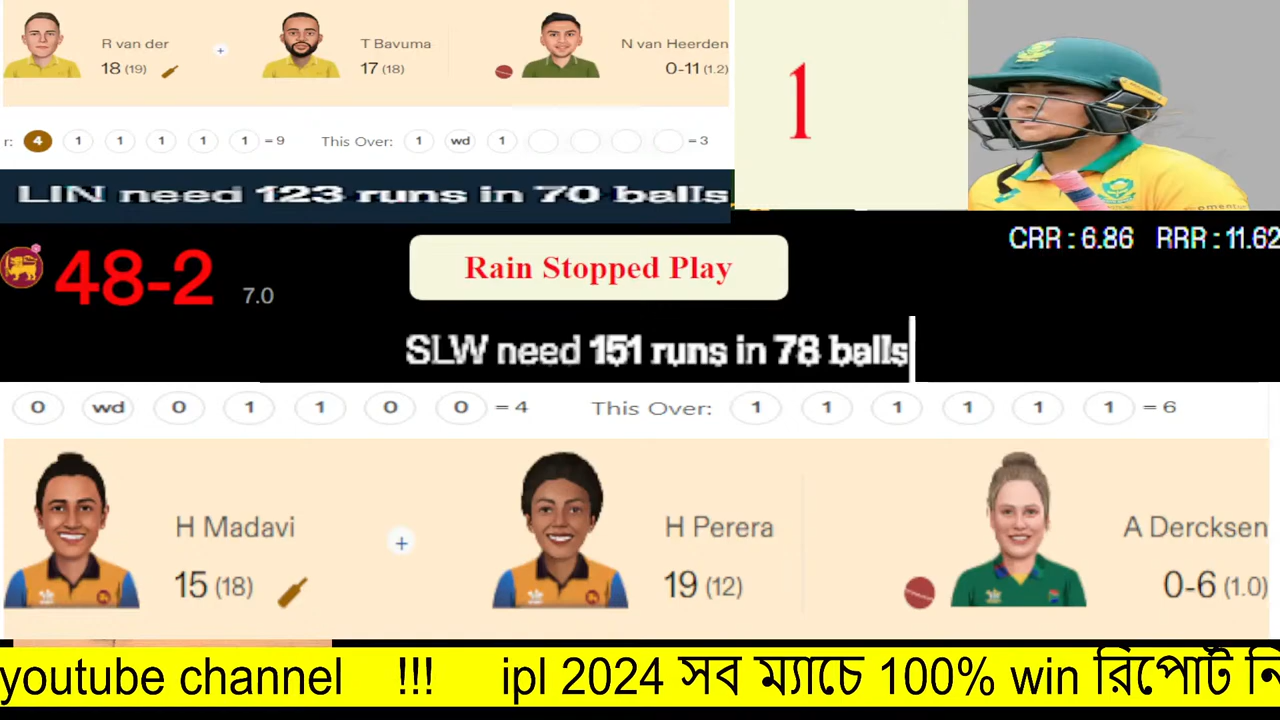 R van der
18 (19)
+
T Bavuma
17 (18)
N van Heerden
0-11 (1.2)
1
r: 4 1 1 1 1 1 = 9 This Over: 1 wd 1 = 3
LIN need 123 runs in 70 balls
CRR : 6.86 RRR : 11.62
48-2 7.0
Rain Stopped Play
SLW need 151 runs in 78 balls
0 wd 0 1 1 0 0 = 4 This Over: 1 1 1 1 1 1 = 6
H Madavi
15 (18)
+
H Perera
19 (12)
A Dercksen
0-6 (1.0)
youtube channel !!! ipl 2024 সব ম্যাচে 100% win রিপোর্ট নি